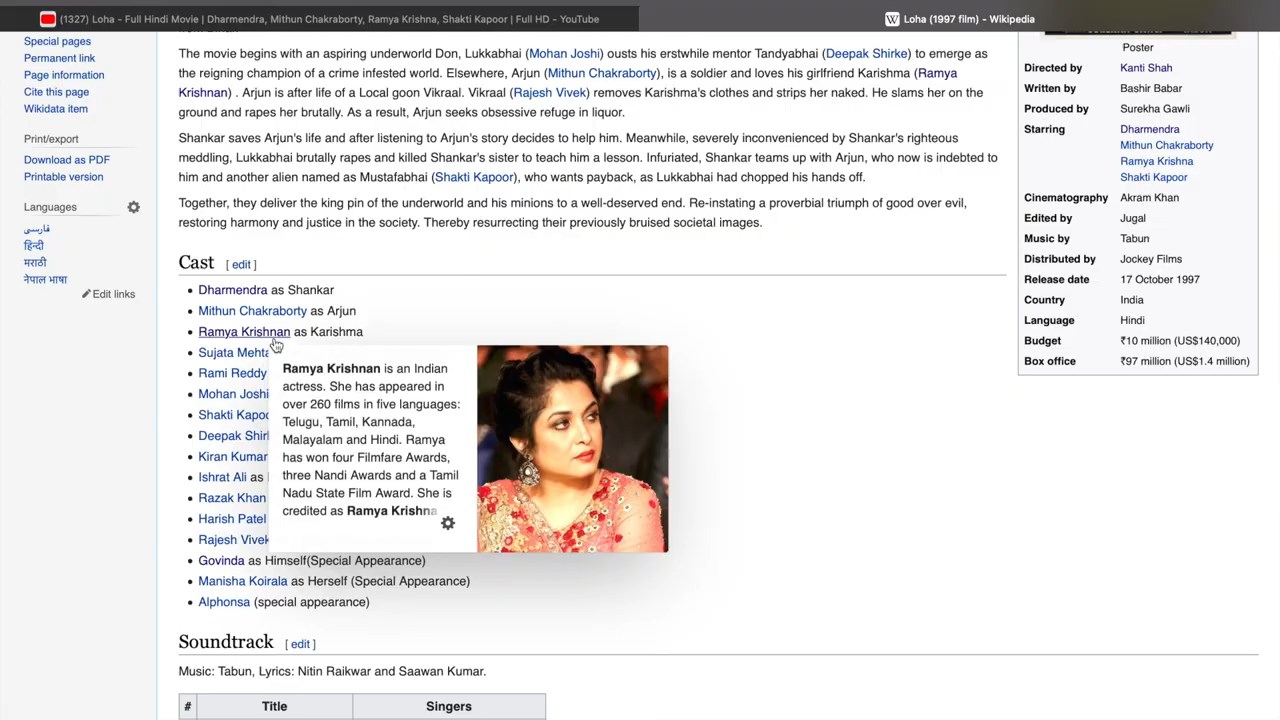 (1327) Loha - Full Hindi Movie | Dharmendra, Mithun Chakraborty, Ramya Krishna, Shakti Kapoor | Full HD - YouTube
W Loha (1997 film) - Wikipedia
Special pages
Permanent link
Page information
Cite this page
Wikidata item
Print/export
Download as PDF
Printable version
Languages
فارسی
हिन्दी
मराठी
नेपाल भाषा
Edit links
The movie begins with an aspiring underworld Don, Lukkabhai (Mohan Joshi) ousts his erstwhile mentor Tandyabhai (Deepak Shirke) to emerge as
the reigning champion of a crime infested world. Elsewhere, Arjun (Mithun Chakraborty), is a soldier and loves his girlfriend Karishma (Ramya
Krishnan) . Arjun is after life of a Local goon Vikraal. Vikraal (Rajesh Vivek) removes Karishma's clothes and strips her naked. He slams her on the
ground and rapes her brutally. As a result, Arjun seeks obsessive refuge in liquor.
Shankar saves Arjun's life and after listening to Arjun's story decides to help him. Meanwhile, severely inconvenienced by Shankar's righteous
meddling, Lukkabhai brutally rapes and killed Shankar's sister to teach him a lesson. Infuriated, Shankar teams up with Arjun, who now is indebted to
him and another alien named as Mustafabhai (Shakti Kapoor), who wants payback, as Lukkabhai had chopped his hands off.
Together, they deliver the king pin of the underworld and his minions to a well-deserved end. Re-instating a proverbial triumph of good over evil,
restoring harmony and justice in the society. Thereby resurrecting their previously bruised societal images.
Cast [ edit ]
• Dharmendra as Shankar
• Mithun Chakraborty as Arjun
• Ramya Krishnan as Karishma
• Sujata Mehta
• Rami Reddy
• Mohan Joshi
• Shakti Kapoo
• Deepak Shirl
• Kiran Kumar
• Ishrat Ali as
• Razak Khan
• Harish Patel
• Rajesh Vivek
• Govinda as Himself(Special Appearance)
• Manisha Koirala as Herself (Special Appearance)
• Alphonsa (special appearance)
Ramya Krishnan is an Indian
actress. She has appeared in
over 260 films in five languages:
Telugu, Tamil, Kannada,
Malayalam and Hindi. Ramya
has won four Filmfare Awards,
three Nandi Awards and a Tamil
Nadu State Film Award. She is
credited as Ramya Krishna
Soundtrack [ edit ]
Music: Tabun, Lyrics: Nitin Raikwar and Saawan Kumar.
# Title Singers
Poster
Directed by Kanti Shah
Written by Bashir Babar
Produced by Surekha Gawli
Starring Dharmendra
Mithun Chakraborty
Ramya Krishna
Shakti Kapoor
Cinematography Akram Khan
Edited by Jugal
Music by Tabun
Distributed by Jockey Films
Release date 17 October 1997
Country India
Language Hindi
Budget ₹10 million (US$140,000)
Box office ₹97 million (US$1.4 million)